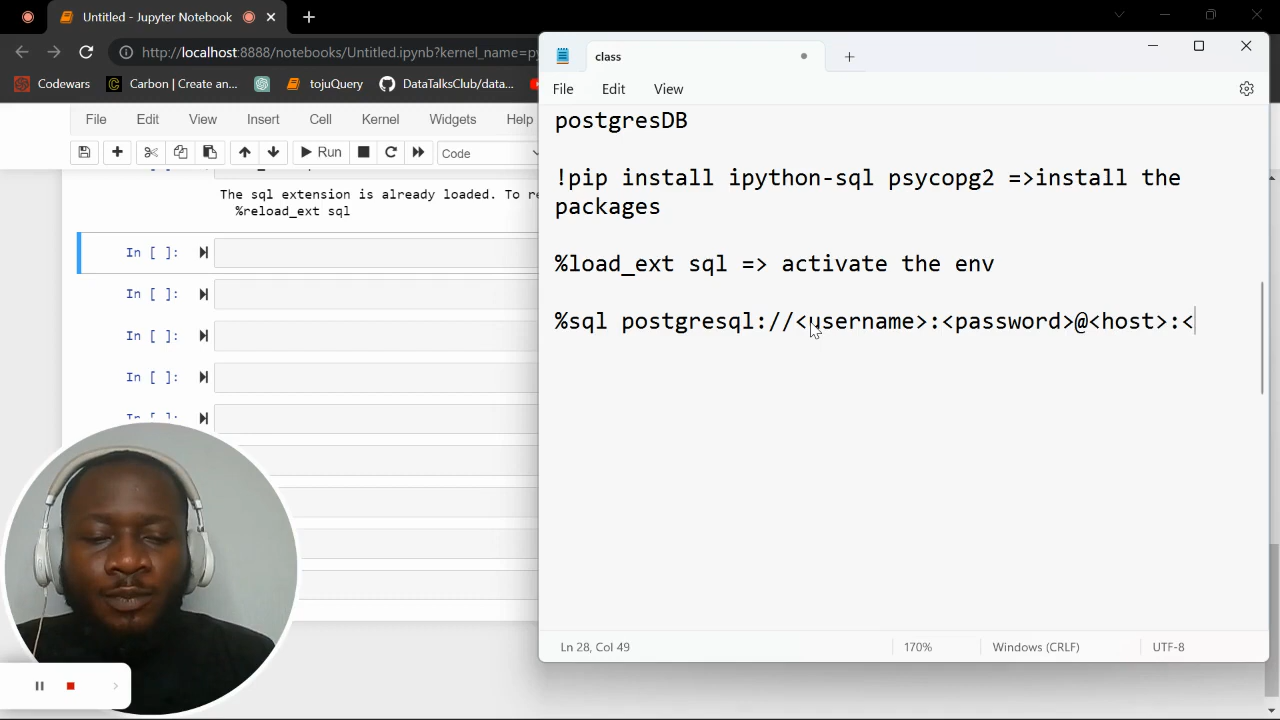 Untitled - Jupyter Notebook
http://localhost:8888/notebooks/Untitled.ipynb?kernel_name=py
Codewars
Carbon | Create an...
tojuCqery
DataTalksClub/data...
File Edit View Insert Cell Kernel Widgets Help
Run
Code
The sql extension is already loaded. To re
%reload_ext sql
In [ ]:
In [ ]:
In [ ]:
In [ ]:
In [ ]:
class
File Edit View
postgresDB
!pip install ipython-sql psycopg2 =>install the
packages
%load_ext sql => activate the env
%sql postgresql://<username>:<password>@<host>:<
Ln 28, Col 49
170%
Windows (CRLF)
UTF-8